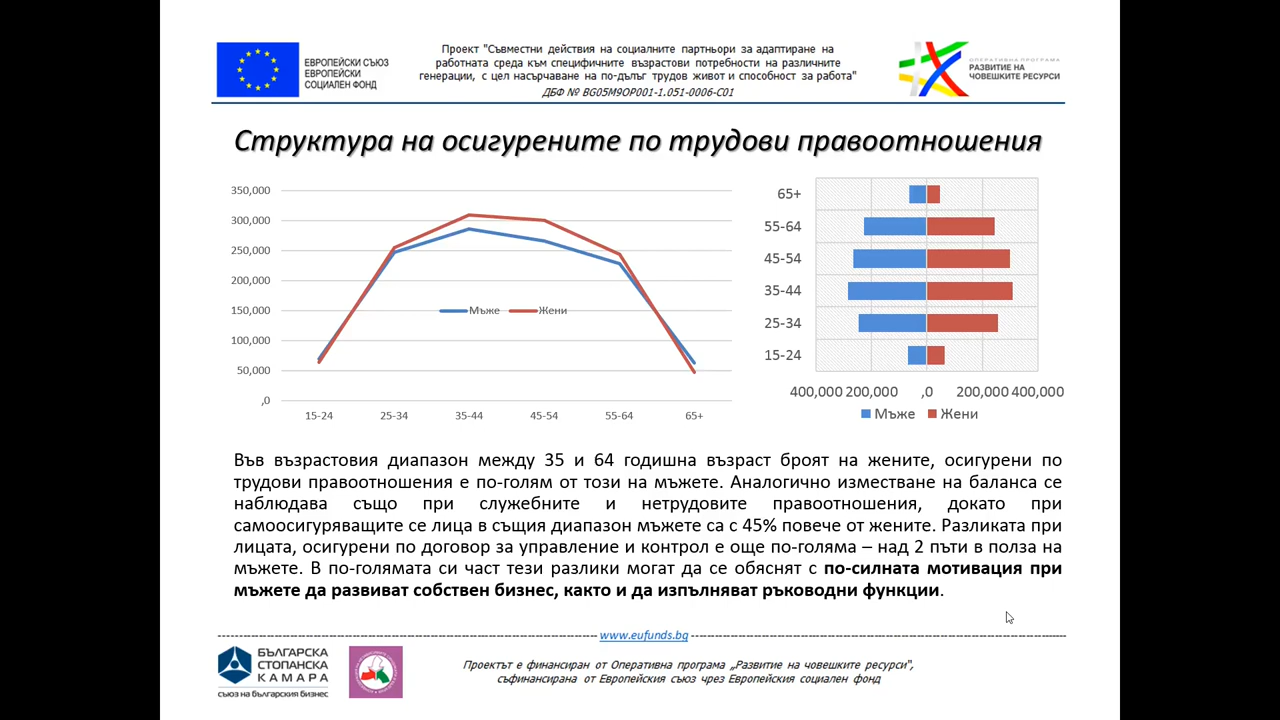 ЕВРОПЕЙСКИ СЪЮЗ
ЕВРОПЕЙСКИ
СОЦИАЛЕН ФОНД
Проект "Съвместни действия на социалните партньори за адаптиране на
работната среда към специфичните възрастови потребности на различните
генерации, с цел насърчаване на по-дълъг трудов живот и способност за работа"
ДБФ № BG05M9OP001-1.051-0006-C01
ОПЕРАТИВНА ПРОГРАМА
РАЗВИТИЕ НА
ЧОВЕШКИТЕ РЕСУРСИ
Структура на осигурените по трудови правоотношения
350,000
300,000
250,000
200,000
150,000
100,000
50,000
,0
Мъже Жени
15-24 25-34 35-44 45-54 55-64 65+
65+
55-64
45-54
35-44
25-34
15-24
400,000 200,000 ,0 200,000 400,000
Мъже Жени
Във възрастовия диапазон между 35 и 64 годишна възраст броят на жените, осигурени по
трудови правоотношения е по-голям от този на мъжете. Аналогично изместване на баланса се
наблюдава също при служебните и нетрудовите правоотношения, докато при
самоосигуряващите се лица в същия диапазон мъжете са с 45% повече от жените. Разликата при
лицата, осигурени по договор за управление и контрол е още по-голяма – над 2 пъти в полза на
мъжете. В по-голямата си част тези разлики могат да се обяснят с по-силната мотивация при
мъжете да развиват собствен бизнес, както и да изпълняват ръководни функции.
www.eufunds.bg
БЪЛГАРСКА
СТОПАНСКА
КАМАРА
СЪЮЗ НА БЪЛГАРСКИЯ БИЗНЕС
Проектът е финансиран от Оперативна програма „Развитие на човешките ресурси",
съфинансирана от Европейския съюз чрез Европейския социален фонд